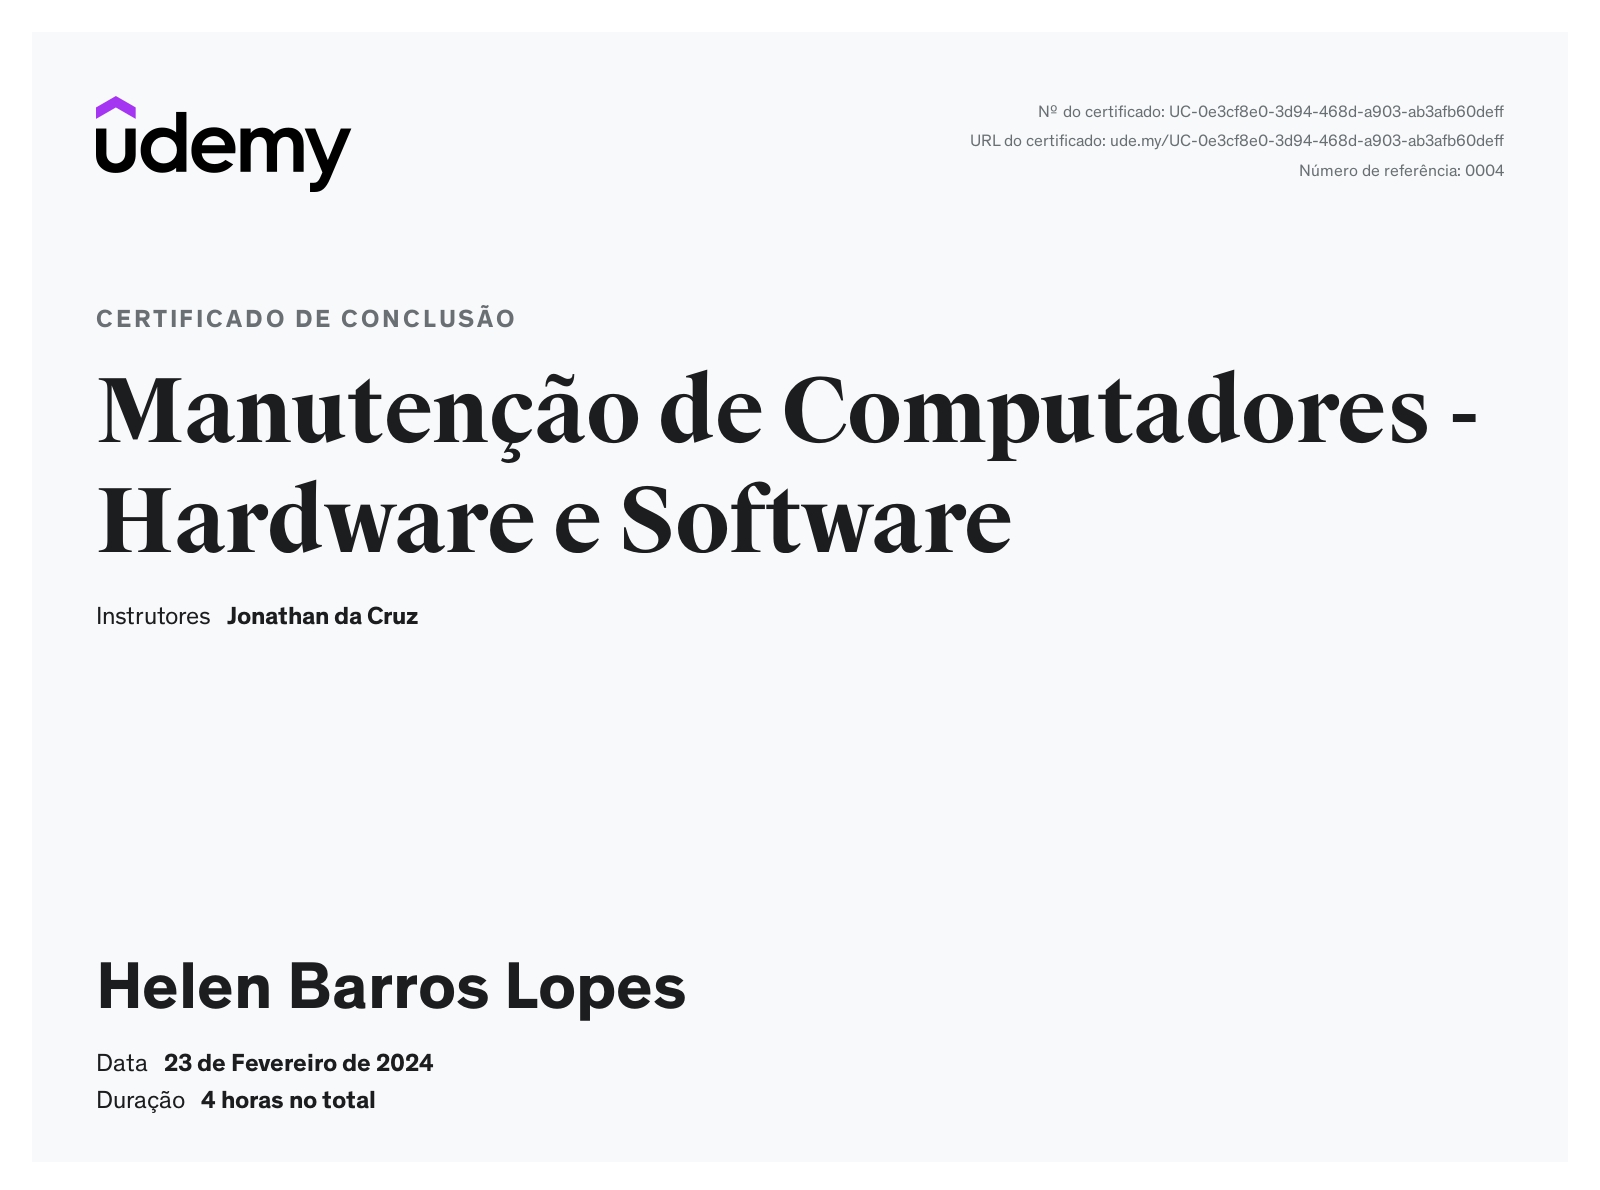 udemy
Nº do certificado: UC-0e3cf8e0-3d94-468d-a903-ab3afb60deff
URL do certificado: ude.my/UC-0e3cf8e0-3d94-468d-a903-ab3afb60deff
Número de referência: 0004
CERTIFICADO DE CONCLUSÃO
Manutenção de Computadores -
Hardware e Software
Instrutores Jonathan da Cruz
Helen Barros Lopes
Data 23 de Fevereiro de 2024
Duração 4 horas no total